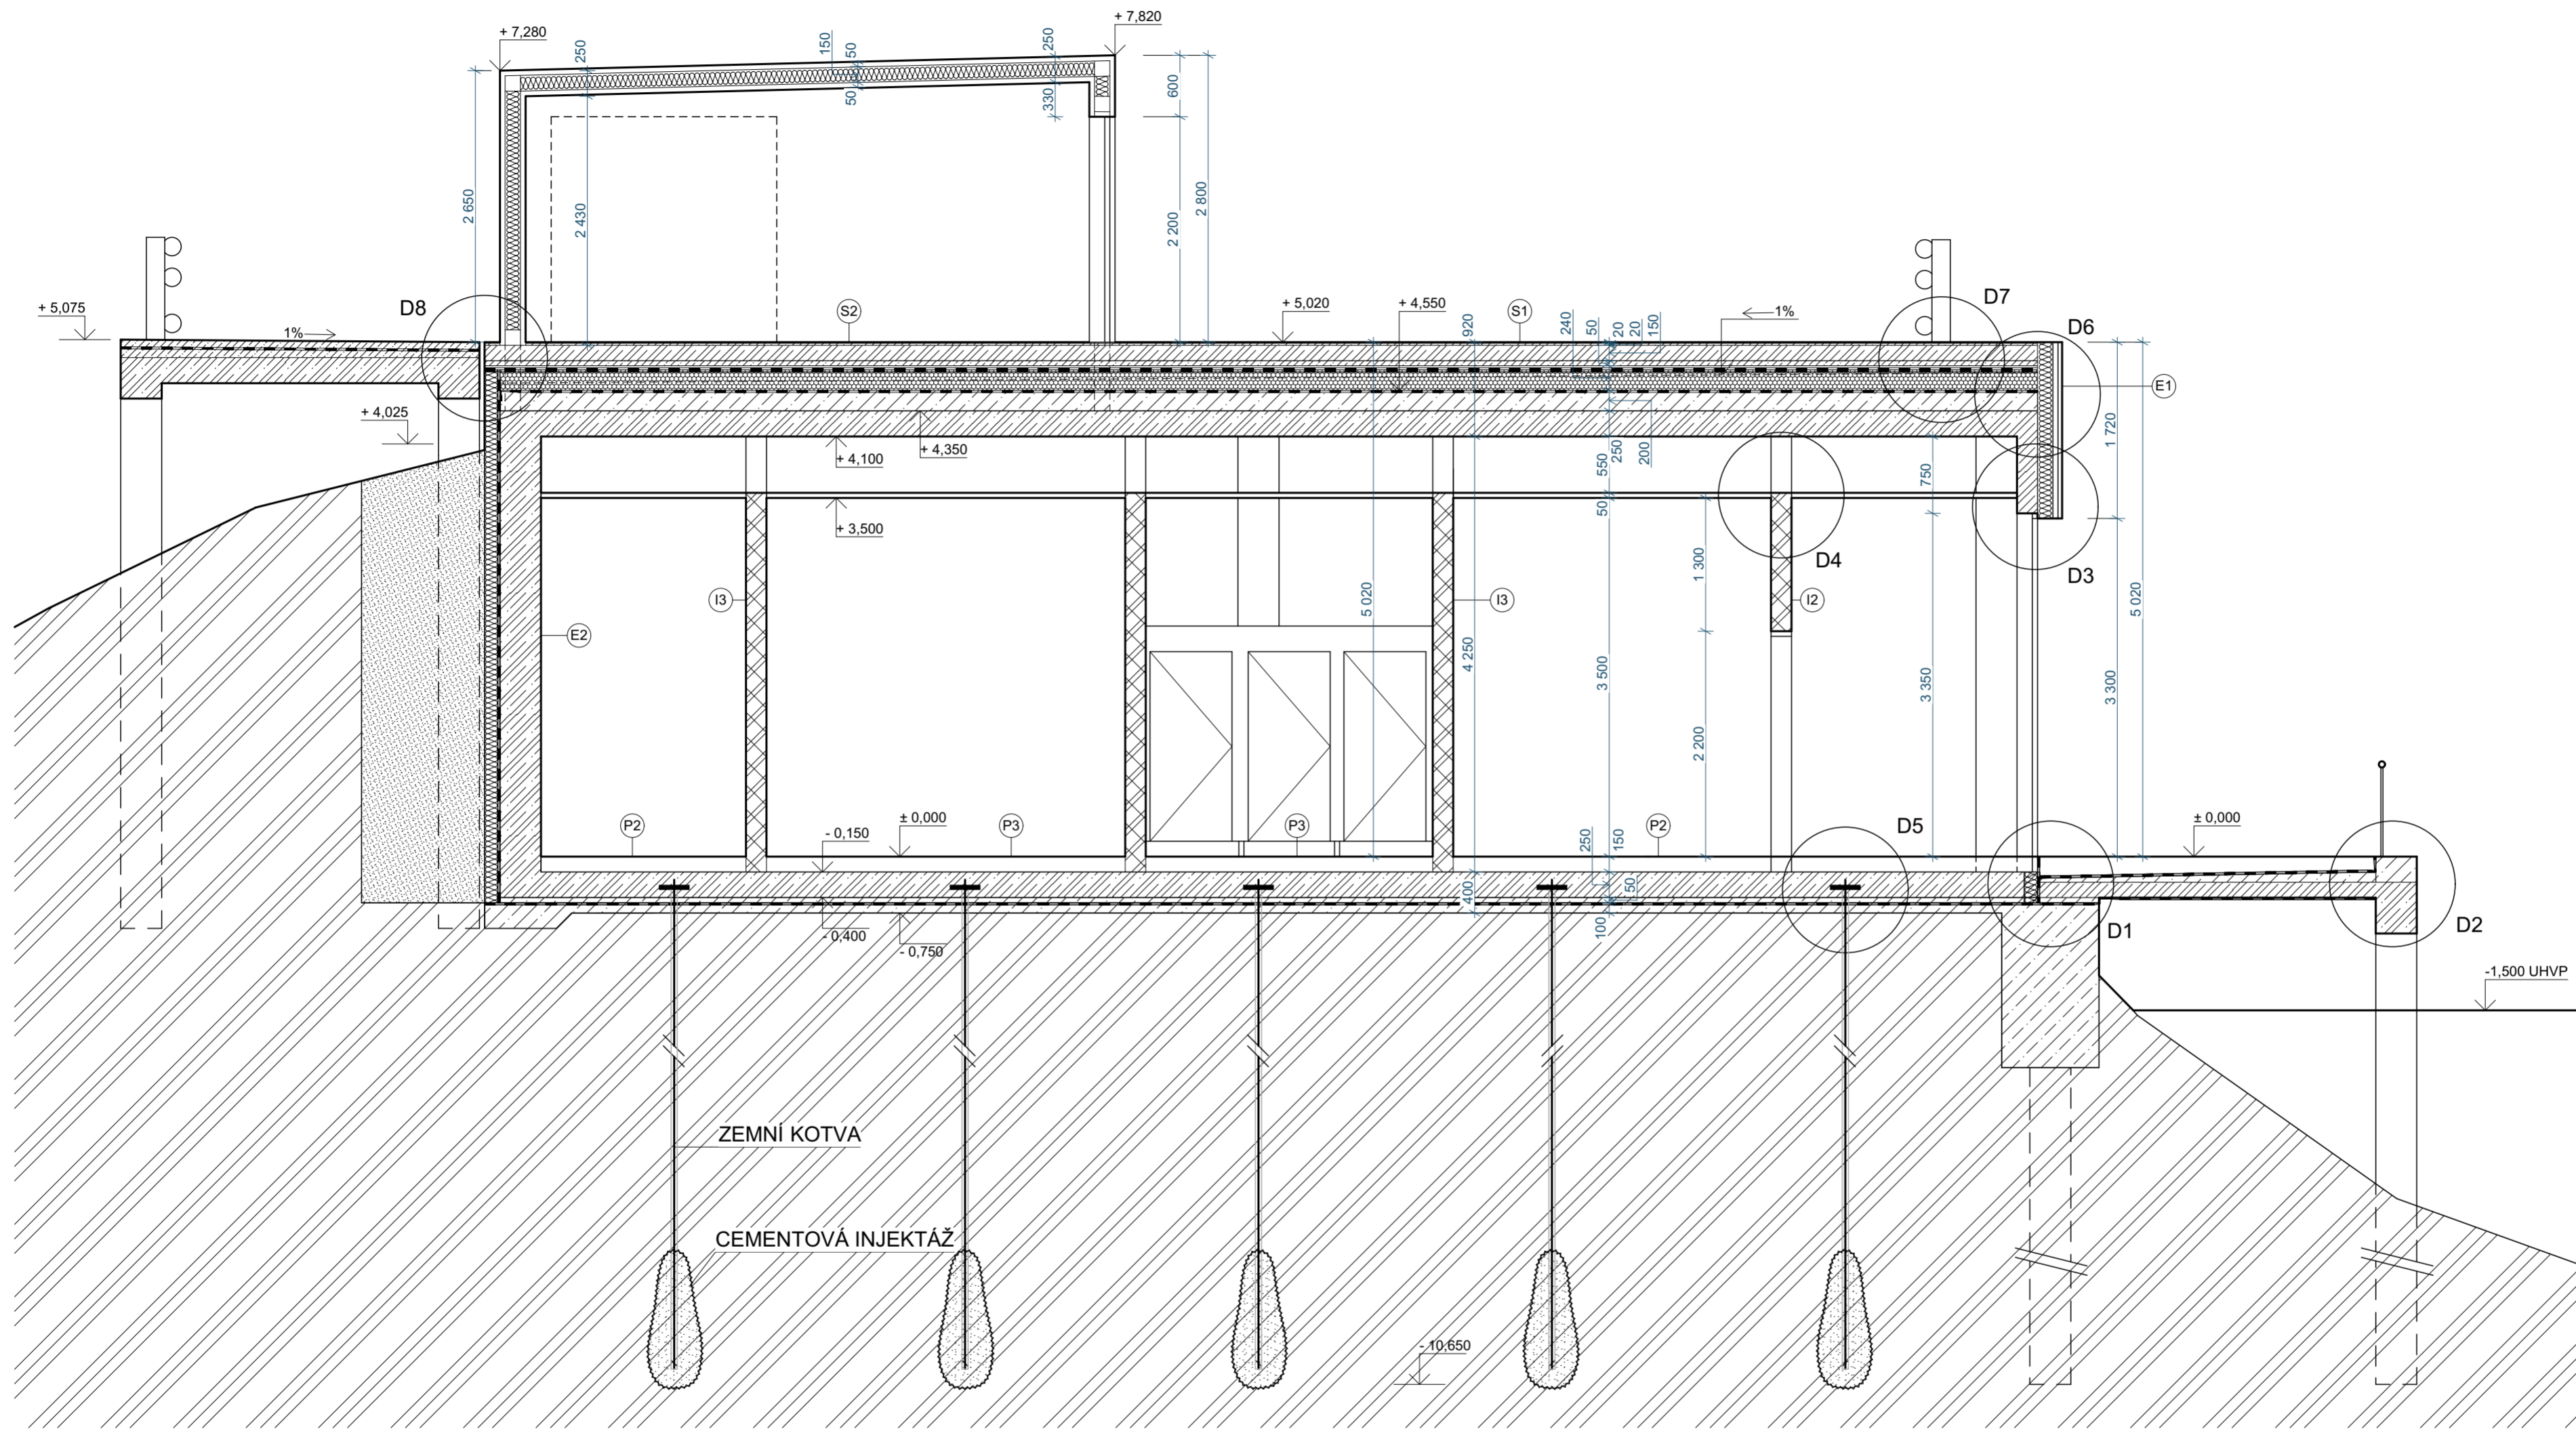 + 7,820
+ 7,280
250
150
50
250
50
330
600
2 650
2 430
2 200
2 800
+ 5,075
1%
D8
S2
+ 5,020
+ 4,550
S1
920
240
50
20
20
150
1%
D7
D6
E1
+ 4,025
+ 4,350
+ 4,100
550
250
200
750
1 720
50
+ 3,500
D4
D3
1 300
I3
I3
I2
5 020
5 020
E2
4 250
3 500
3 350
3 300
2 200
P2
- 0,150
± 0,000
P3
P3
250
150
P2
D5
± 0,000
400
50
100
- 0,400
- 0,750
D1
D2
-1,500 UHVP
ZEMNÍ KOTVA
CEMENTOVÁ INJEKTÁŽ
- 10,650